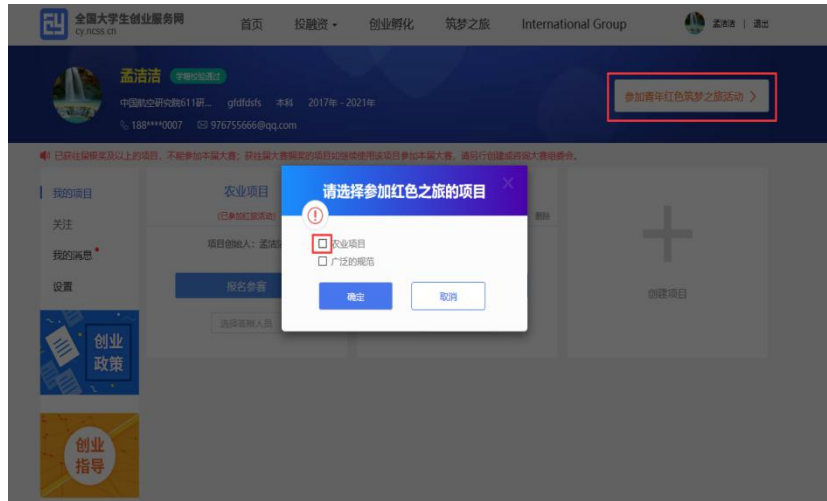 全国大学生创业服务网
cy.ncss.cn
首页 投融资 创业孵化 筑梦之旅 International Group 孟洁洁 | 退出
孟洁洁 学籍校验通过
中国航空研究院611研... gfdfdsfs 本科 2017年-2021年
188****0007 976755666@qq.com
参加青年红色筑梦之旅活动 >
已获往届银奖及以上的项目,不能参加本届大赛;获往届大赛铜奖的项目如继续使用该项目参加本届大赛,请另行创建或咨询大赛组委会。
我的项目
关注
我的消息
设置
创业
政策
创业
指导
农业项目
(已参加红旅活动)
项目创始人:孟洁
报名参赛
删除
创建项目
请选择参加红色之旅的项目
农业项目
广泛的规范
确定 取消